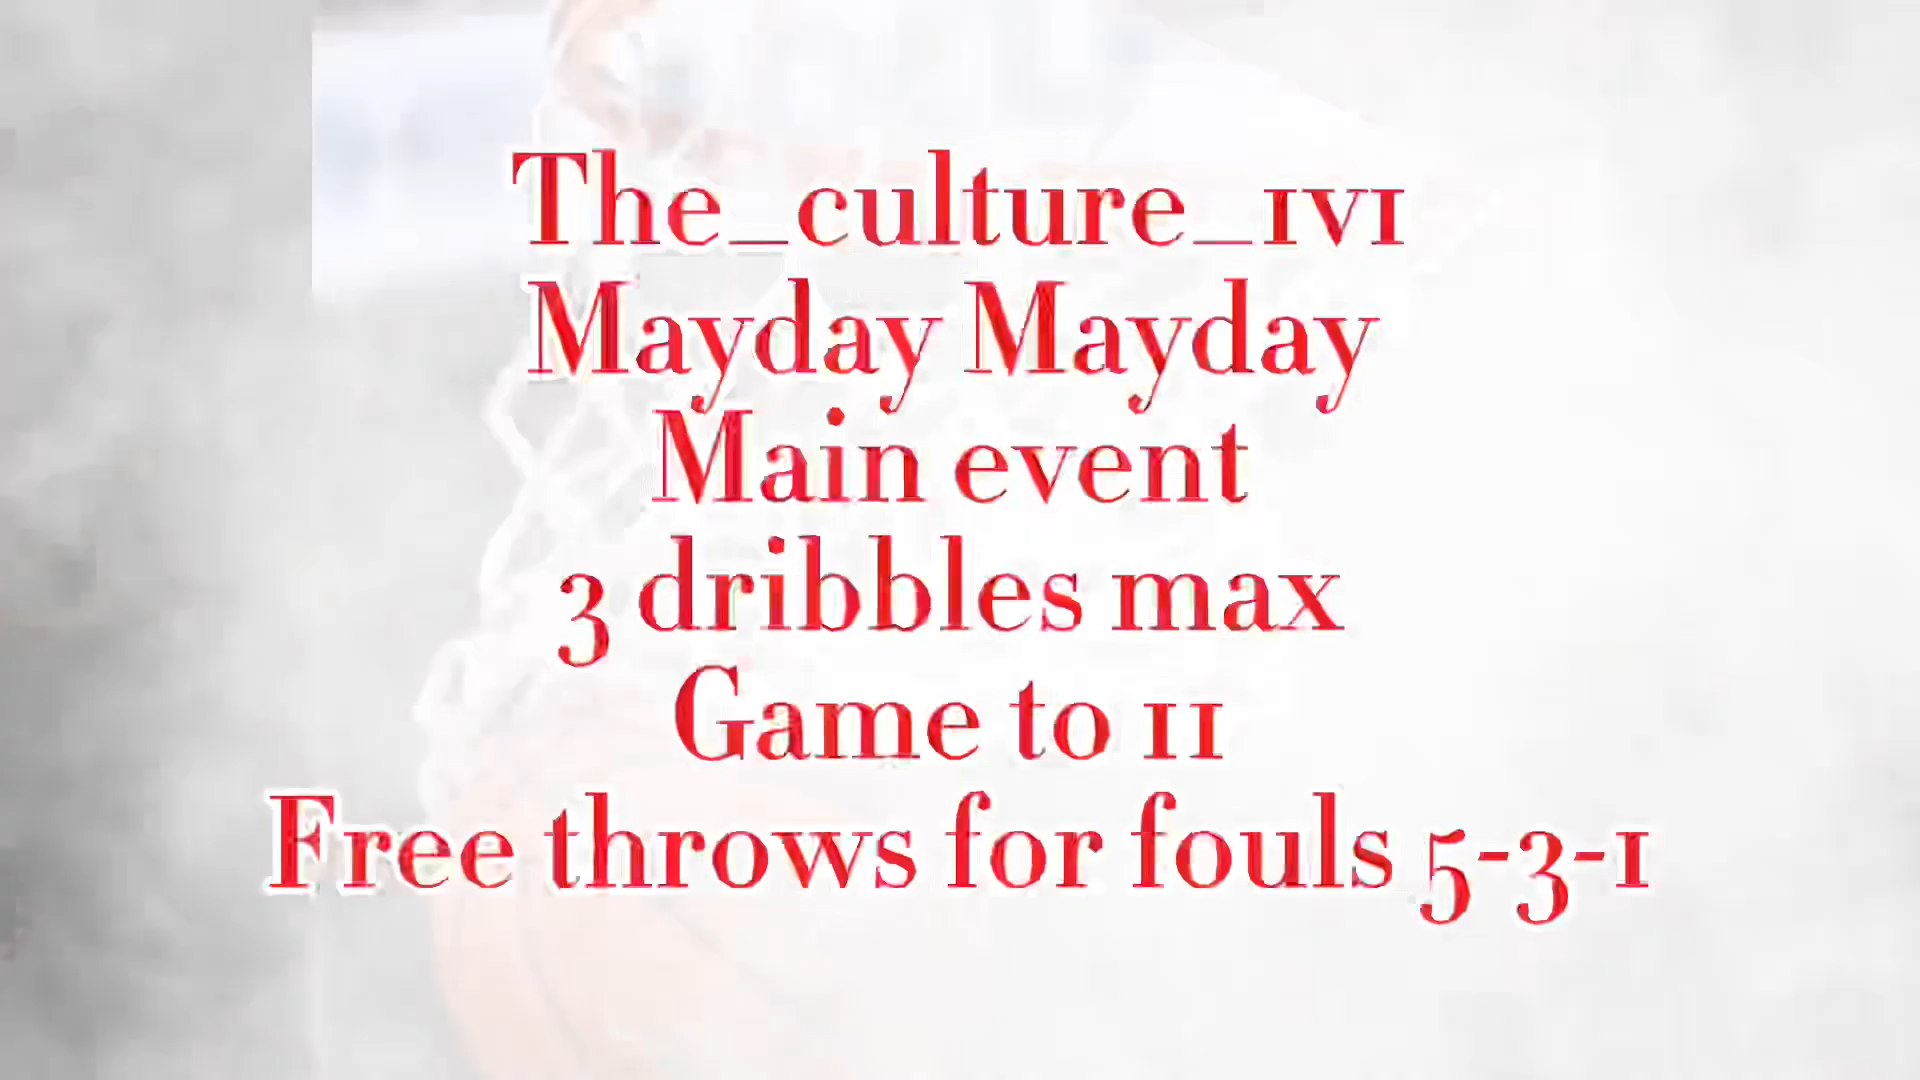 The_culture_1v1
Mayday Mayday
Main event
3 dribbles max
Game to 11
Free throws for fouls 5-3-1